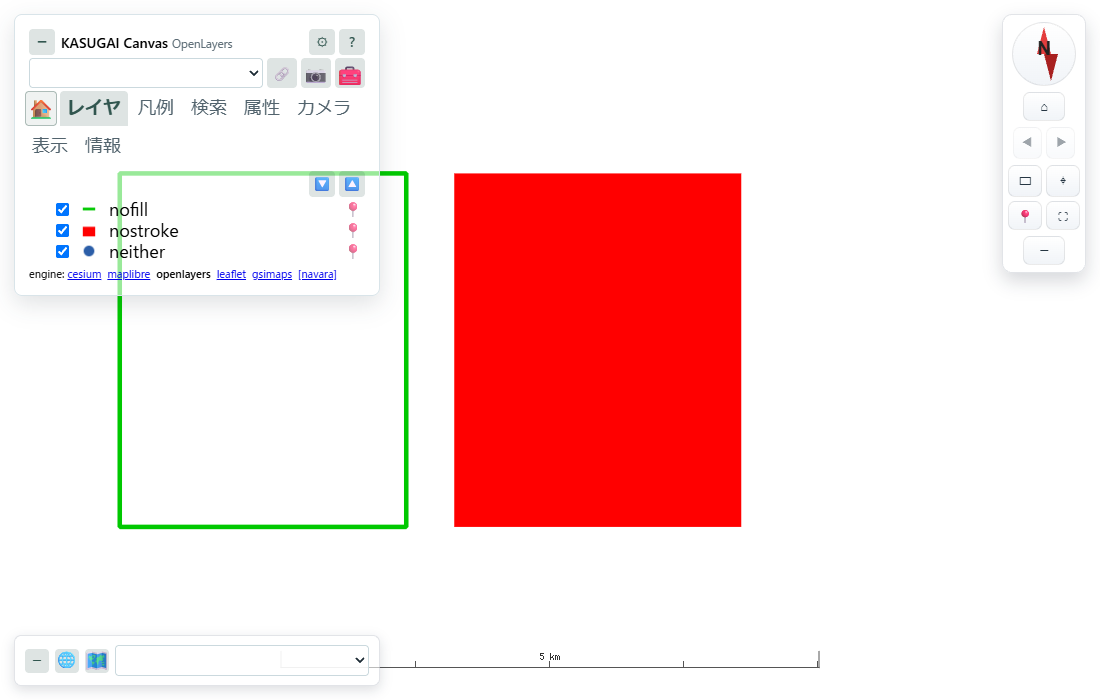 KASUGAI Canvas OpenLayers
?
レイヤ 凡例 検索 属性 カメラ
表示 情報
nofill
nostroke
neither
engine: cesium maplibre openlayers leaflet gsimaps [navara]
N
5 km